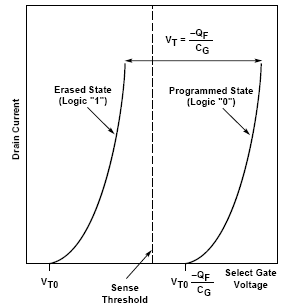 V_T = –Q_F / C_G
Erased State
(Logic "1")
Programmed State
(Logic "0")
Drain Current
V_T0
Sense
Threshold
V_T0 –Q_F / C_G
Select Gate
Voltage